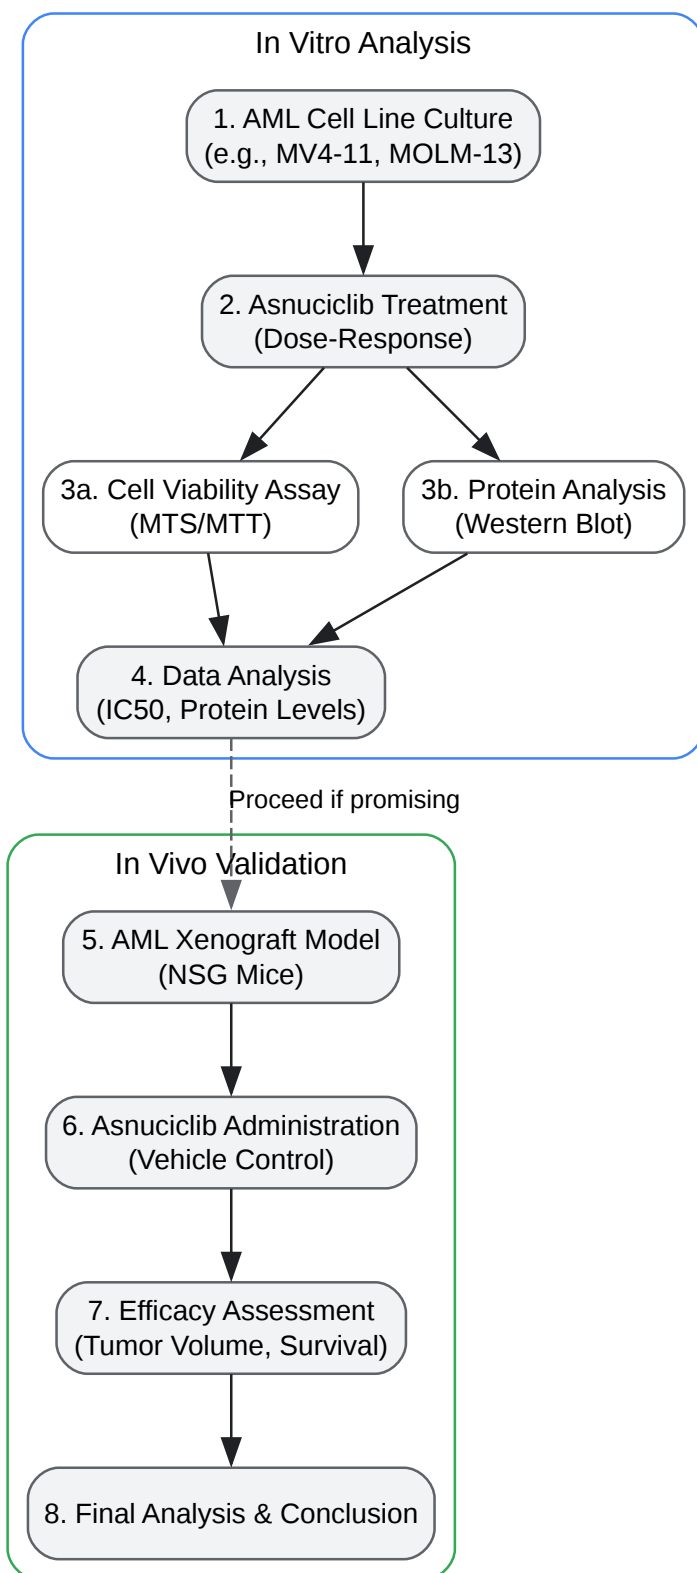 In Vitro Analysis
1. AML Cell Line Culture
(e.g., MV4-11, MOLM-13)
2. Asnuciclib Treatment
(Dose-Response)
3a. Cell Viability Assay
(MTS/MTT)
3b. Protein Analysis
(Western Blot)
4. Data Analysis
(IC50, Protein Levels)
Proceed if promising
In Vivo Validation
5. AML Xenograft Model
(NSG Mice)
6. Asnuciclib Administration
(Vehicle Control)
7. Efficacy Assessment
(Tumor Volume, Survival)
8. Final Analysis & Conclusion